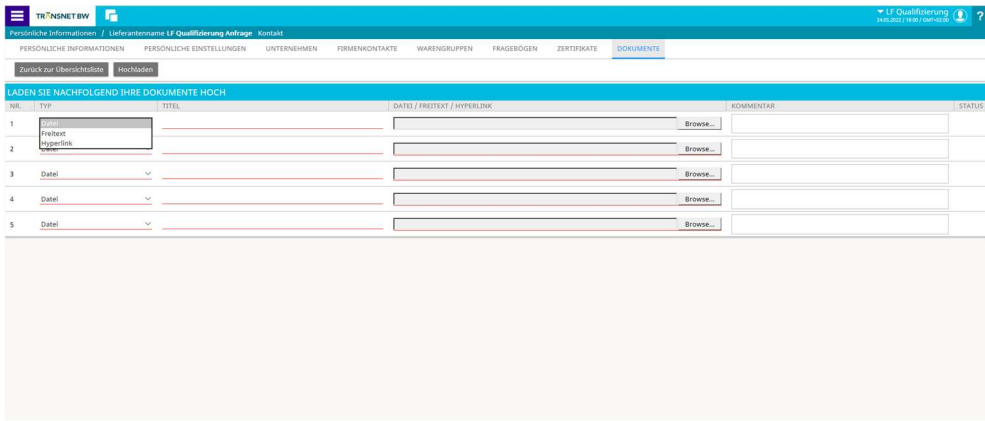 TRANSNET BW
LF Qualifizierung
24.05.2022 / 18:00 / GMT+02:00
?
Persönliche Informationen / Lieferantenname LF Qualifizierung Anfrage Kontakt
PERSÖNLICHE INFORMATIONEN PERSÖNLICHE EINSTELLUNGEN UNTERNEHMEN FIRMENKONTAKTE WARENGRUPPEN FRAGEBÖGEN ZERTIFIKATE DOKUMENTE
Zurück zur Übersichtsliste Hochladen
LADEN SIE NACHFOLGEND IHRE DOKUMENTE HOCH
NR. TYP TITEL DATEI / FREITEXT / HYPERLINK KOMMENTAR STATUS
1 Datei Browse...
Freitext
Hyperlink
2 Datei Browse...
3 Datei Browse...
4 Datei Browse...
5 Datei Browse...